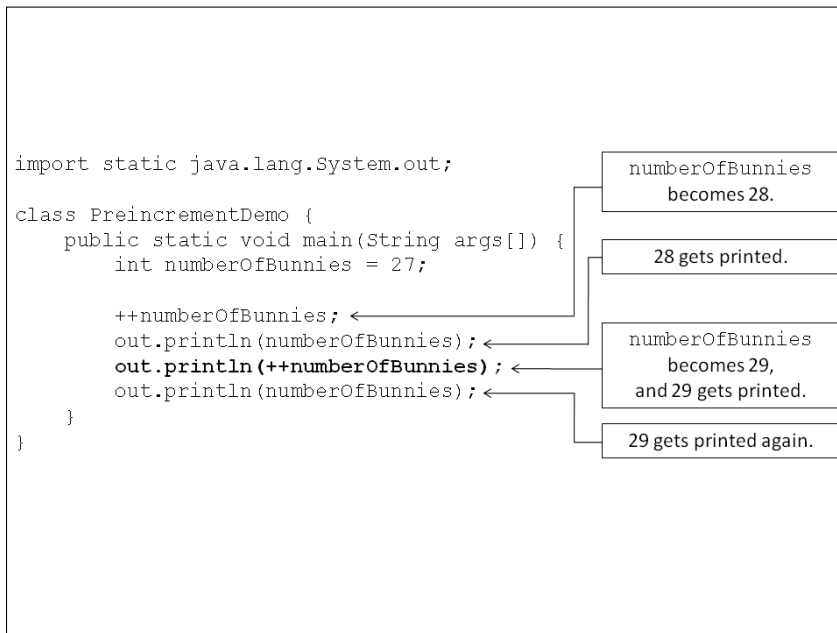 import static java.lang.System.out;
class PreincrementDemo {
public static void main(String args[]) {
int numberOfBunnies = 27;
++numberOfBunnies;
out.println(numberOfBunnies);
out.println(++numberOfBunnies);
out.println(numberOfBunnies);
}
}
numberOfBunnies
becomes 28.
28 gets printed.
numberOfBunnies
becomes 29,
and 29 gets printed.
29 gets printed again.